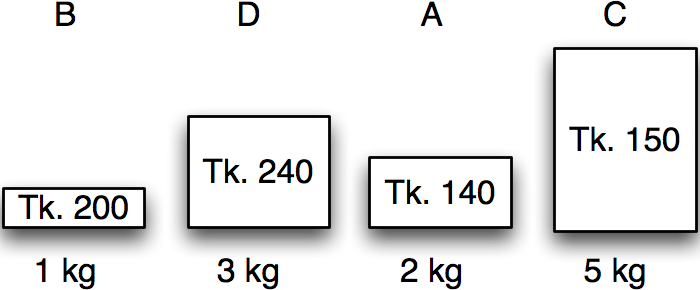 B D A C
Tk. 200 Tk. 240 Tk. 140 Tk. 150
1 kg 3 kg 2 kg 5 kg